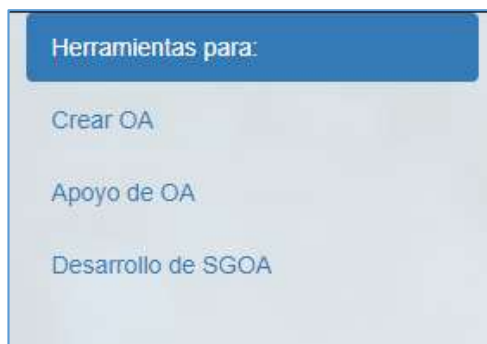 Herramientas para:
Crear OA
Apoyo de OA
Desarrollo de SGOA